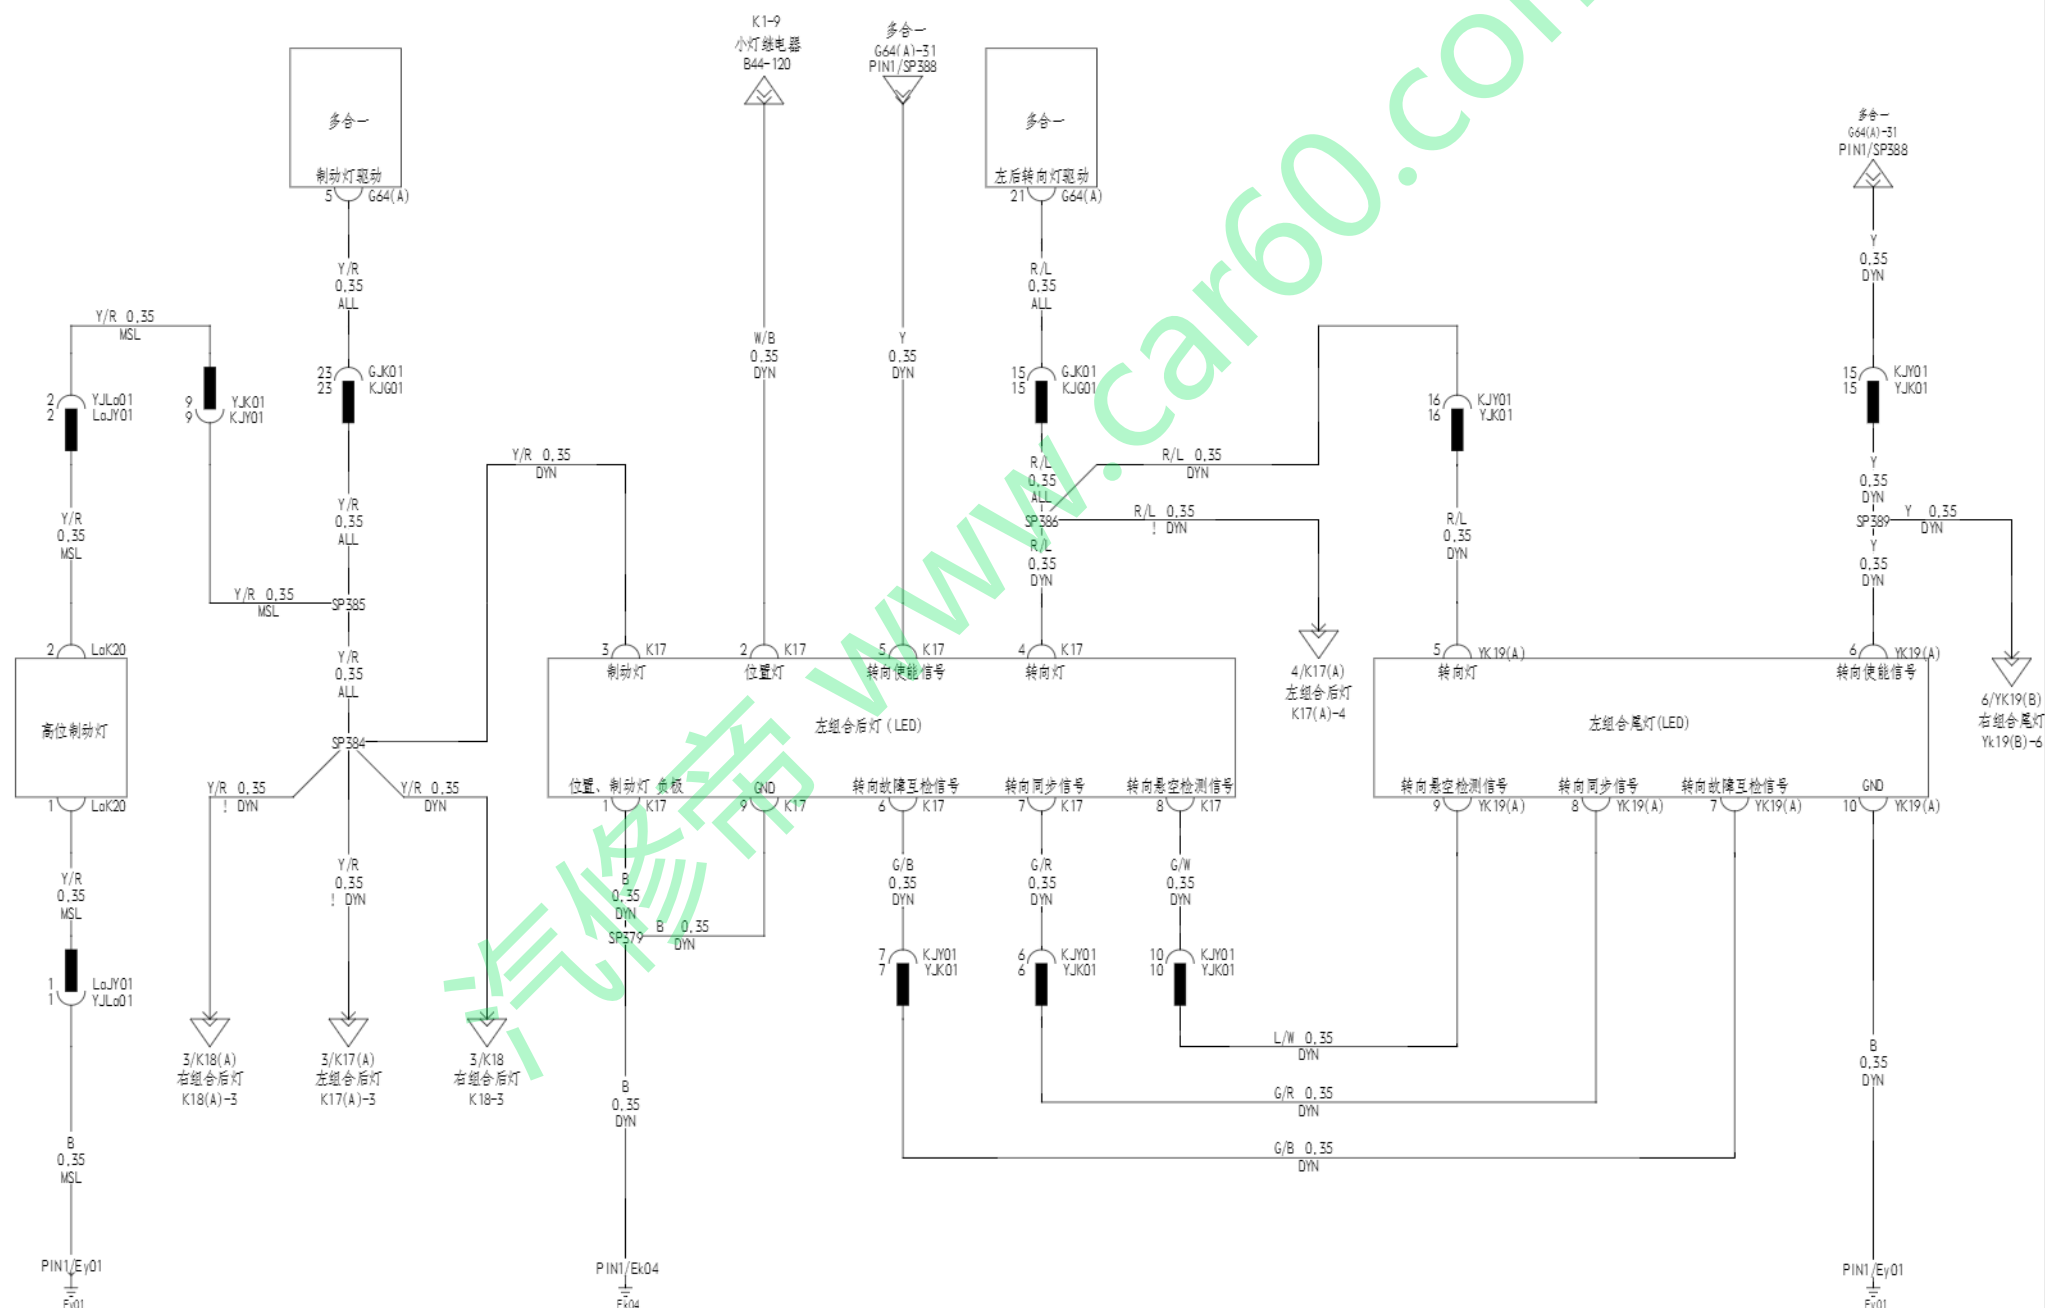 K1-9
小灯继电器
B44-120
多合一
G64(A)-31
PIN1/SP388
多合一
制动灯驱动
5 G64(A)
多合一
左后转向灯驱动
21 G64(A)
多合一
G64(A)-31
PIN1/SP388
Y/R
0.35
ALL
R/L
0.35
ALL
Y
0.35
DYN
Y/R 0.35
MSL
W/B
0.35
DYN
Y
0.35
DYN
2 YJLa01
2 LaJY01
9 YJK01
9 KJY01
23 GJK01
23 KJG01
15 GJK01
15 KJG01
16 KJY01
16 YJK01
15 KJY01
15 YJK01
Y/R 0.35
DYN
R/L
0.35
ALL
R/L 0.35
DYN
Y
0.35
DYN
Y/R
0.35
MSL
Y/R
0.35
ALL
SP386
R/L 0.35
! DYN
R/L
0.35
DYN
R/L
0.35
DYN
SP389
Y 0.35
DYN
Y
0.35
DYN
Y/R 0.35
MSL
SP385
Y/R
0.35
ALL
2 LaK20
3 K17
2 K17
5 K17
4 K17
5 YK19(A)
6 YK19(A)
制动灯
位置灯
转向使能信号
转向灯
转向灯
转向使能信号
4/K17(A)
左组合后灯
K17(A)-4
6/YK19(B)
右组合尾灯
Yk19(B)-6
高位制动灯
左组合后灯(LED)
左组合尾灯(LED)
SP384
位置、制动灯 负极
GND
转向故障互检信号
转向同步信号
转向悬空检测信号
转向悬空检测信号
转向同步信号
转向故障互检信号
GND
1 LaK20
1 K17
9 K17
6 K17
7 K17
8 K17
9 YK19(A)
8 YK19(A)
7 YK19(A)
10 YK19(A)
Y/R 0.35
! DYN
Y/R 0.35
DYN
Y/R
0.35
MSL
Y/R
0.35
! DYN
B
0.35
DYN
G/B
0.35
DYN
G/R
0.35
DYN
G/W
0.35
DYN
SP379
B 0.35
DYN
1 LaJY01
1 YJLa01
7 KJY01
7 YJK01
6 KJY01
6 YJK01
10 KJY01
10 YJK01
3/K18(A)
右组合后灯
K18(A)-3
3/K17(A)
左组合后灯
K17(A)-3
3/K18
右组合后灯
K18-3
L/W 0.35
DYN
G/R 0.35
DYN
G/B 0.35
DYN
B
0.35
DYN
B
0.35
DYN
B
0.35
MSL
PIN1/Ey01
Ey01
PIN1/Ek04
Ek04
PIN1/Ey01
Ey01
汽修帝 www.car60.com